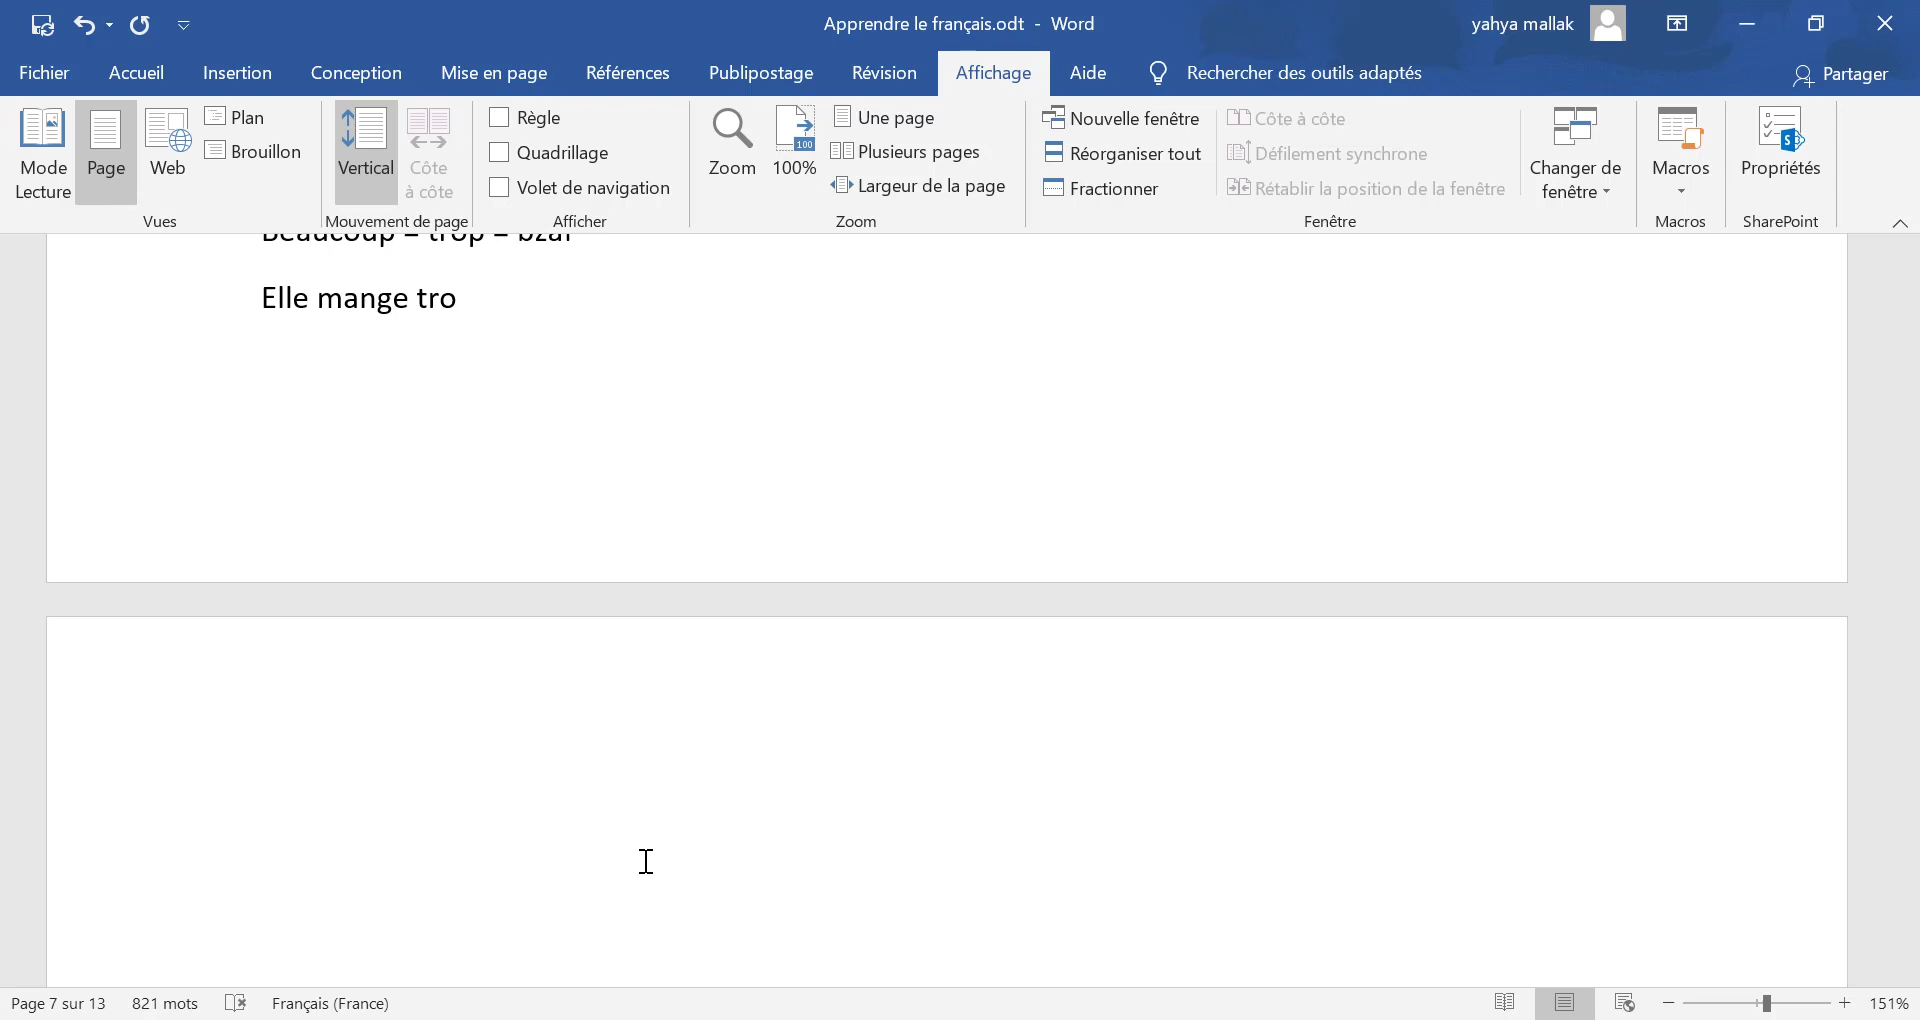 Apprendre le français.odt - Word
yahya mallak
Fichier Accueil Insertion Conception Mise en page Références Publipostage Révision Affichage Aide Rechercher des outils adaptés Partager
Mode Lecture
Page
Web
Plan
Brouillon
Vues
Vertical
Côte à côte
Mouvement de page
Règle
Quadrillage
Volet de navigation
Afficher
Zoom
100
100%
Une page
Plusieurs pages
Largeur de la page
Zoom
Nouvelle fenêtre
Réorganiser tout
Fractionner
Côte à côte
Défilement synchrone
Rétablir la position de la fenêtre
Changer de fenêtre
Fenêtre
Macros
Macros
S
Propriétés
SharePoint
Beaucoup = trop = bzaf
Elle mange tro
Page 7 sur 13 821 mots Français (France) 151%